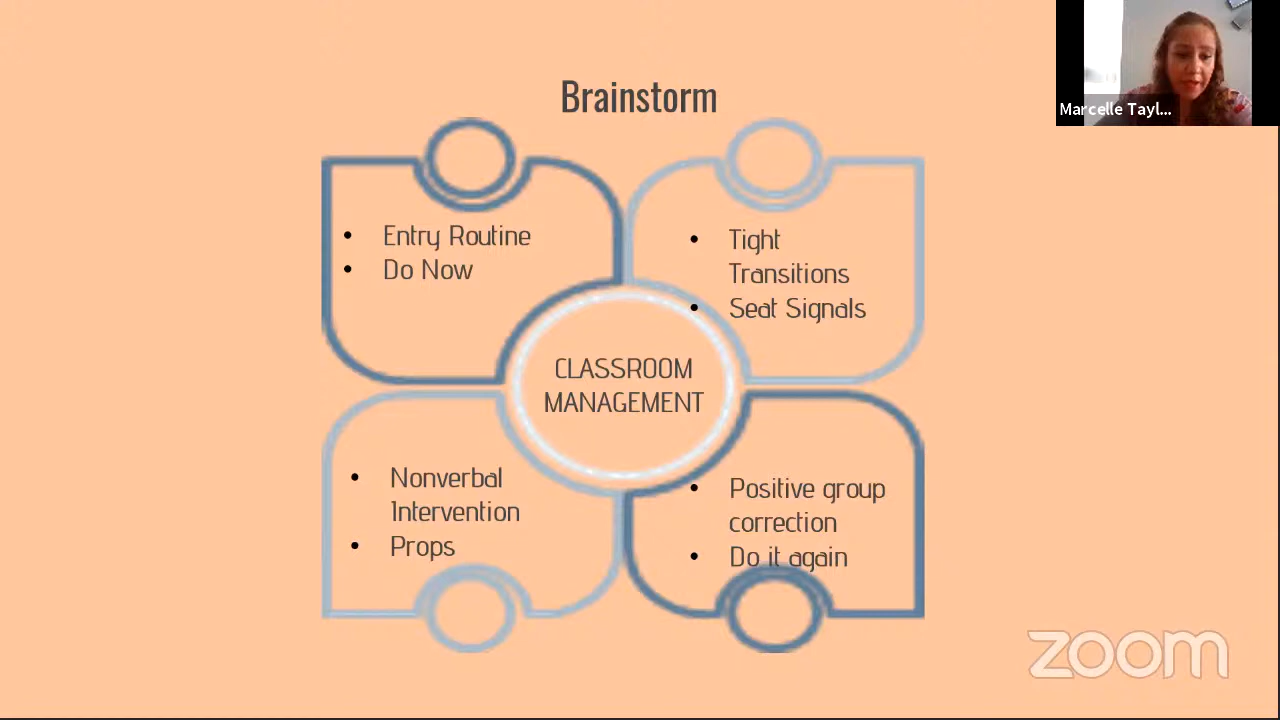 Brainstorm
Marcelle Tayl...
Entry Routine
Do Now
Tight
Transitions
Seat Signals
CLASSROOM
MANAGEMENT
Nonverbal
Intervention
Props
Positive group
correction
Do it again
zoom